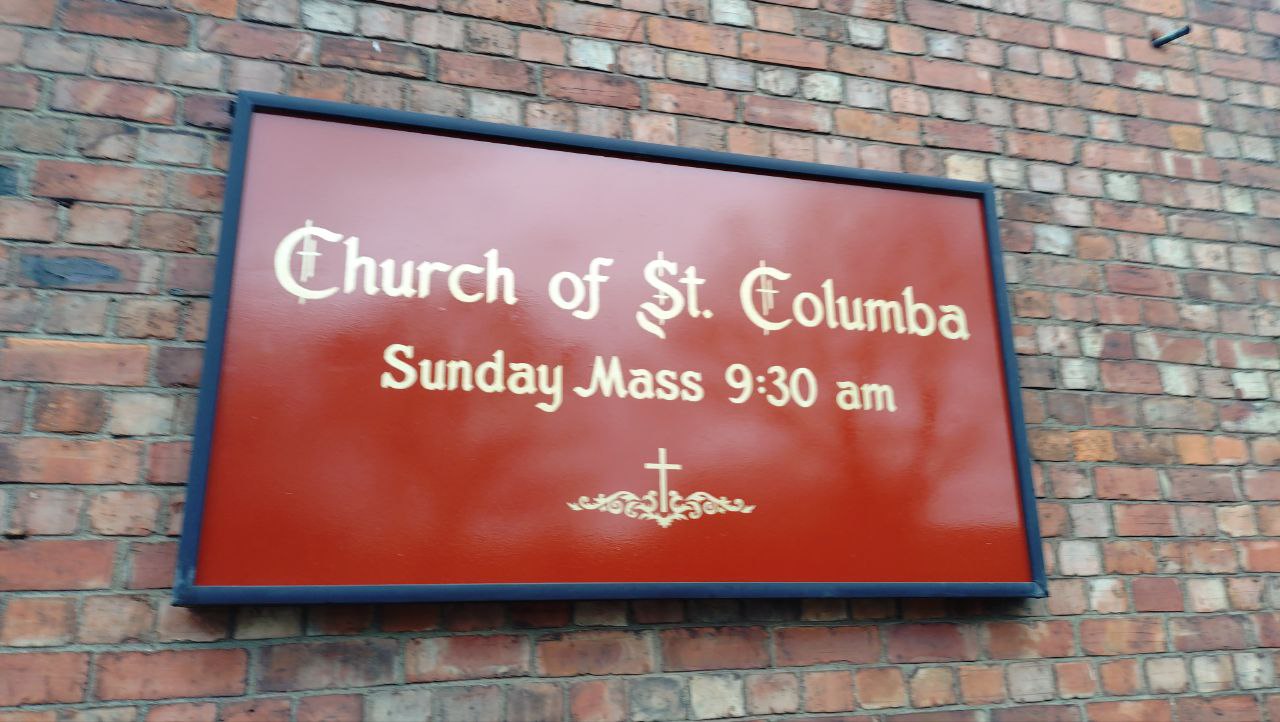 Church of St. Columba
Sunday Mass 9:30 am